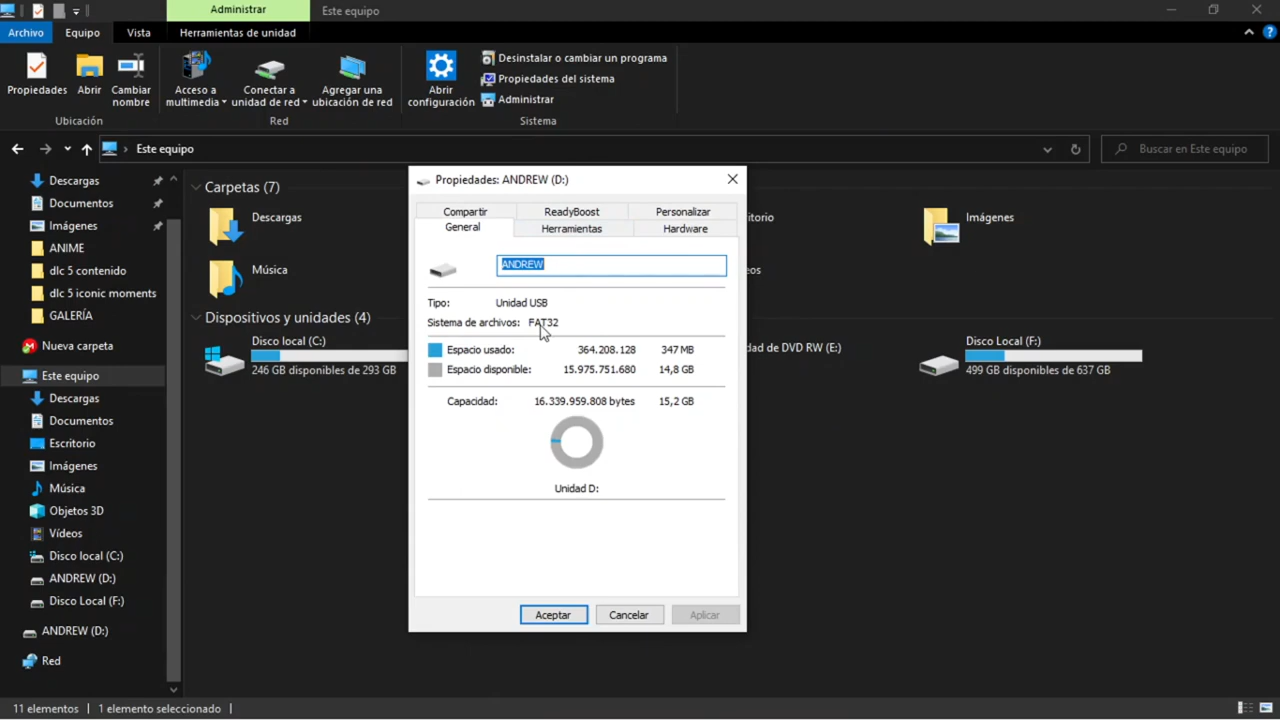 Administrar
Este equipo
Archivo
Equipo
Vista
Herramientas de unidad
Propiedades
Abrir
Cambiar nombre
Acceso a multimedia
Conectar a unidad de red
Agregar una ubicación de red
Abrir configuración
Desinstalar o cambiar un programa
Propiedades del sistema
Administrar
Ubicación
Red
Sistema
Este equipo
Buscar en Este equipo
Descargas
Documentos
Imágenes
ANIME
dlc 5 contenido
dlc 5 iconic moments
GALERÍA
Nueva carpeta
Este equipo
Descargas
Documentos
Escritorio
Imágenes
Música
Objetos 3D
Vídeos
Disco local (C:)
ANDREW (D:)
Disco Local (F:)
ANDREW (D:)
Red
Carpetas (7)
Descargas
Música
Imágenes
Dispositivos y unidades (4)
Disco local (C:)
246 GB disponibles de 293 GB
de DVD RW (E:)
Disco Local (F:)
499 GB disponibles de 637 GB
Propiedades: ANDREW (D:)
Compartir
ReadyBoost
Personalizar
General
Herramientas
Hardware
ANDREW
Tipo: Unidad USB
Sistema de archivos: FAT32
Espacio usado: 364.208.128 347 MB
Espacio disponible: 15.975.751.680 14,8 GB
Capacidad: 16.339.959.808 bytes 15,2 GB
Unidad D:
Aceptar
Cancelar
Aplicar
11 elementos
1 elemento seleccionado